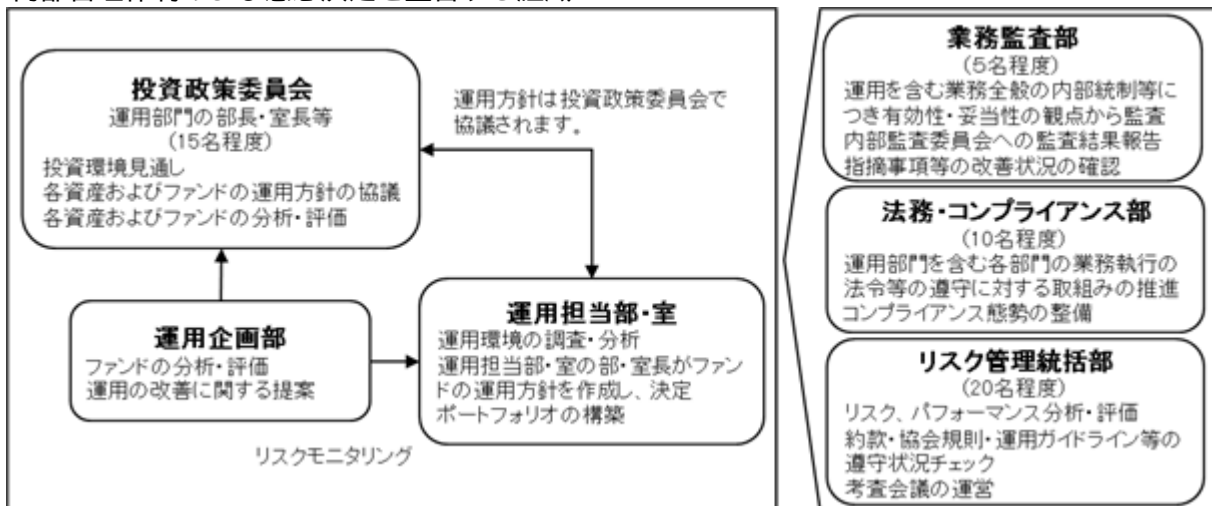 投資政策委員会
運用部門の部長・室長等
(15名程度)
投資環境見通し
各資産およびファンドの運用方針の協議
各資産およびファンドの分析・評価
運用方針は投資政策委員会で
協議されます。
運用企画部
ファンドの分析・評価
運用の改善に関する提案
運用担当部・室
運用環境の調査・分析
運用担当部・室の部・室長がファン
ドの運用方針を作成し、決定
ポートフォリオの構築
リスクモニタリング
業務監査部
(5名程度)
運用を含む業務全般の内部統制等に
つき有効性・妥当性の観点から監査
内部監査委員会への監査結果報告
指摘事項等の改善状況の確認
法務・コンプライアンス部
(10名程度)
運用部門を含む各部門の業務執行の
法令等の遵守に対する取組みの推進
コンプライアンス態勢の整備
リスク管理統括部
(20名程度)
リスク、パフォーマンス分析・評価
約款・協会規則・運用ガイドライン等の
遵守状況チェック
考査会議の運営